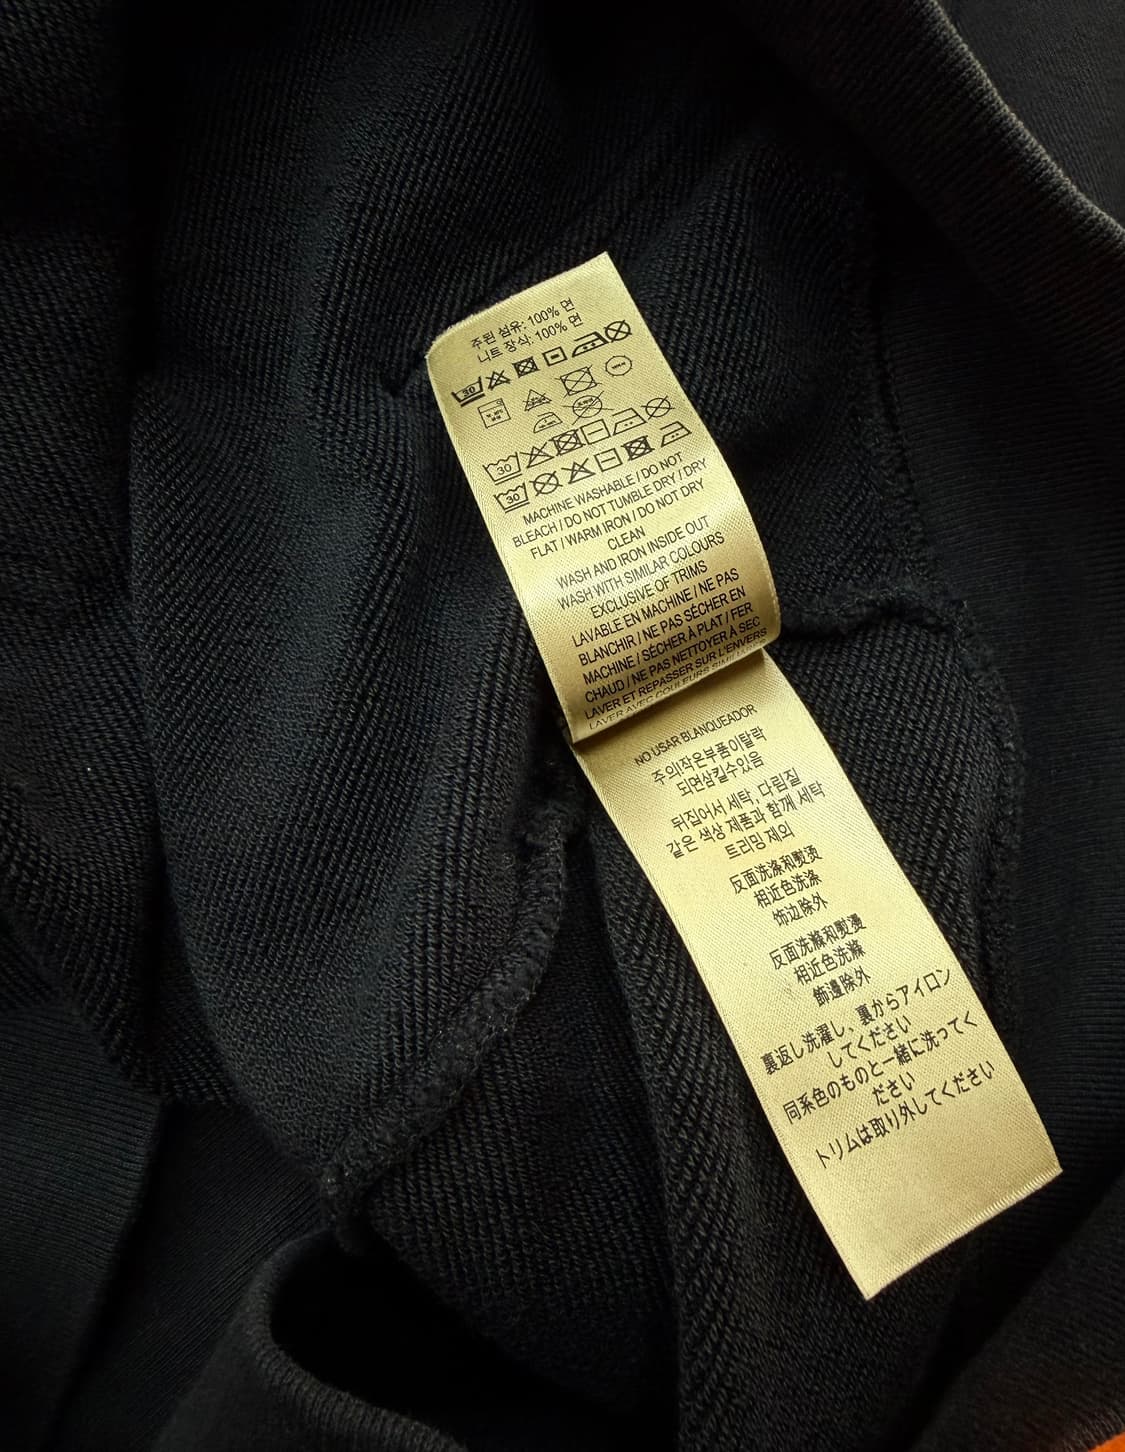 주된 섬유: 100% 면
니트 장식: 100% 면
30
30
30
MACHINE WASHABLE / DO NOT
BLEACH / DO NOT TUMBLE DRY / DRY
FLAT / WARM IRON / DO NOT DRY
CLEAN
WASH AND IRON INSIDE OUT
WASH WITH SIMILAR COLOURS
EXCLUSIVE OF TRIMS
LAVABLE EN MACHINE / NE PAS
BLANCHIR / NE PAS SÉCHER EN
MACHINE / SÉCHER À PLAT / FER
CHAUD / NE PAS NETTOYER À SEC
LAVER ET REPASSER SUR L'ENVERS
LAVER AVEC COULEURS SIMILAIRES
NO USAR BLANQUEADOR
주의!작은부품이탈락
되면삼킬수있음
뒤집어서 세탁, 다림질
같은 색상 제품과 함께 세탁
트리밍 제외
反面洗涤和熨烫
相近色洗涤
饰边除外
反面洗滌和熨燙
相近色洗滌
飾邊除外
裏返し洗濯し、裏からアイロン
してください
同系色のものと一緒に洗ってく
ださい
トリムは取り外してください